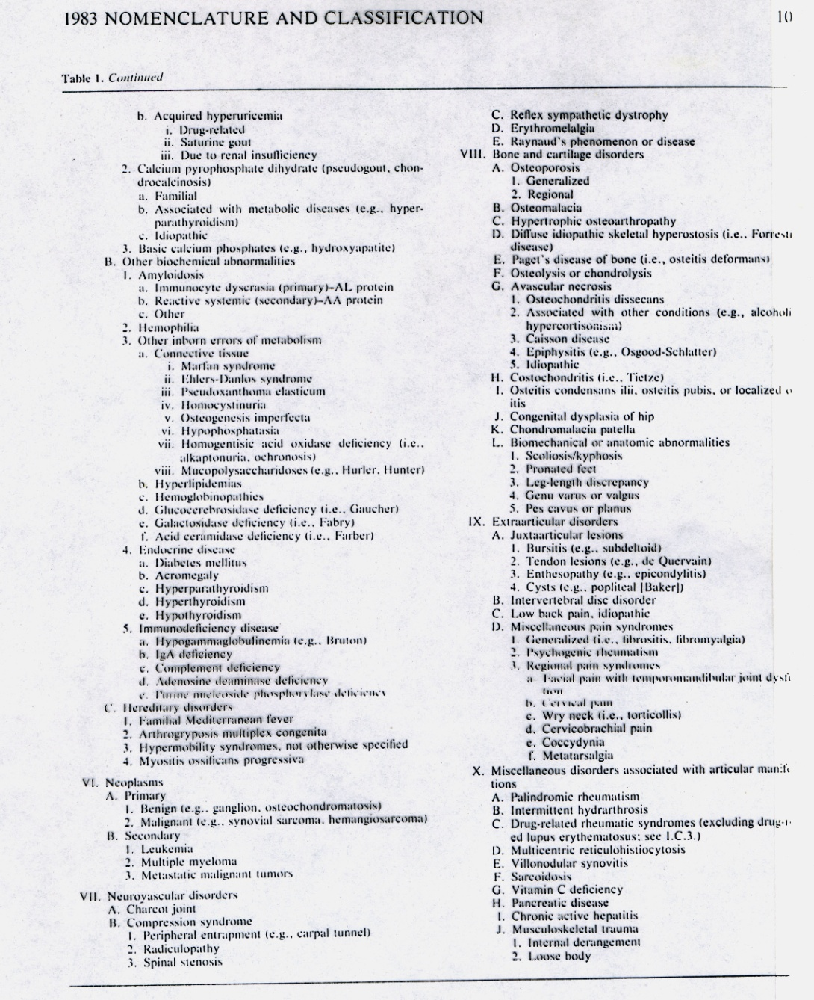 1983 NOMENCLATURE AND CLASSIFICATION
10
Table 1. Continued
b. Acquired hyperuricemia
i. Drug-related
ii. Saturine gout
iii. Due to renal insufficiency
2. Calcium pyrophosphate dihydrate (pseudogout, chon-
drocalcinosis)
a. Familial
b. Associated with metabolic diseases (e.g., hyper-
parathyroidism)
c. Idiopathic
3. Basic calcium phosphates (e.g., hydroxyapatite)
B. Other biochemical abnormalities
1. Amyloidosis
a. Immunocyte dyscrasia (primary)–AL protein
b. Reactive systemic (secondary)–AA protein
c. Other
2. Hemophilia
3. Other inborn errors of metabolism
a. Connective tissue
i. Marfan syndrome
ii. Ehlers-Danlos syndrome
iii. Pseudoxanthoma elasticum
iv. Homocystinuria
v. Osteogenesis imperfecta
vi. Hypophosphatasia
vii. Homogentisic acid oxidase deficiency (i.e.,
alkaptonuria, ochronosis)
viii. Mucopolysaccharidoses (e.g., Hurler, Hunter)
b. Hyperlipidemias
c. Hemoglobinopathies
d. Glucocerebrosidase deficiency (i.e., Gaucher)
e. Galactosidase deficiency (i.e., Fabry)
f. Acid ceramidase deficiency (i.e., Farber)
4. Endocrine disease
a. Diabetes mellitus
b. Acromegaly
c. Hyperparathyroidism
d. Hyperthyroidism
e. Hypothyroidism
5. Immunodeficiency disease
a. Hypogammaglobulinemia (e.g., Bruton)
b. IgA deficiency
c. Complement deficiency
d. Adenosine deaminase deficiency
e. Purine nucleoside phosphorylase deficiency
C. Hereditary disorders
1. Familial Mediterranean fever
2. Arthrogryposis multiplex congenita
3. Hypermobility syndromes, not otherwise specified
4. Myositis ossificans progressiva
VI. Neoplasms
A. Primary
1. Benign (e.g., ganglion, osteochondromatosis)
2. Malignant (e.g., synovial sarcoma, hemangiosarcoma)
B. Secondary
1. Leukemia
2. Multiple myeloma
3. Metastatic malignant tumors
VII. Neurovascular disorders
A. Charcot joint
B. Compression syndrome
1. Peripheral entrapment (e.g., carpal tunnel)
2. Radiculopathy
3. Spinal stenosis
C. Reflex sympathetic dystrophy
D. Erythromelalgia
E. Raynaud's phenomenon or disease
VIII. Bone and cartilage disorders
A. Osteoporosis
1. Generalized
2. Regional
B. Osteomalacia
C. Hypertrophic osteoarthropathy
D. Diffuse idiopathic skeletal hyperostosis (i.e., Forresti
disease)
E. Paget's disease of bone (i.e., osteitis deformans)
F. Osteolysis or chondrolysis
G. Avascular necrosis
1. Osteochondritis dissecans
2. Associated with other conditions (e.g., alcoholi
hypercortisonism)
3. Caisson disease
4. Epiphysitis (e.g., Osgood-Schlatter)
5. Idiopathic
H. Costochondritis (i.e., Tietze)
I. Osteitis condensans ilii, osteitis pubis, or localized o
itis
J. Congenital dysplasia of hip
K. Chondromalacia patella
L. Biomechanical or anatomic abnormalities
1. Scoliosis/kyphosis
2. Pronated feet
3. Leg-length discrepancy
4. Genu varus or valgus
5. Pes cavus or planus
IX. Extraarticular disorders
A. Juxtaarticular lesions
1. Bursitis (e.g., subdeltoid)
2. Tendon lesions (e.g., de Quervain)
3. Enthesopathy (e.g., epicondylitis)
4. Cysts (e.g., popliteal [Baker])
B. Intervertebral disc disorder
C. Low back pain, idiopathic
D. Miscellaneous pain syndromes
1. Generalized (i.e., fibrositis, fibromyalgia)
2. Psychogenic rheumatism
3. Regional pain syndromes
a. Facial pain with temporomandibular joint dysf
tion
b. Cervical pain
c. Wry neck (i.e., torticollis)
d. Cervicobrachial pain
e. Coccydynia
f. Metatarsalgia
X. Miscellaneous disorders associated with articular manif
tions
A. Palindromic rheumatism
B. Intermittent hydrarthrosis
C. Drug-related rheumatic syndromes (excluding drug-r
ed lupus erythematosus; see I.C.3.)
D. Multicentric reticulohistiocytosis
E. Villonodular synovitis
F. Sarcoidosis
G. Vitamin C deficiency
H. Pancreatic disease
I. Chronic active hepatitis
J. Musculoskeletal trauma
1. Internal derangement
2. Loose body